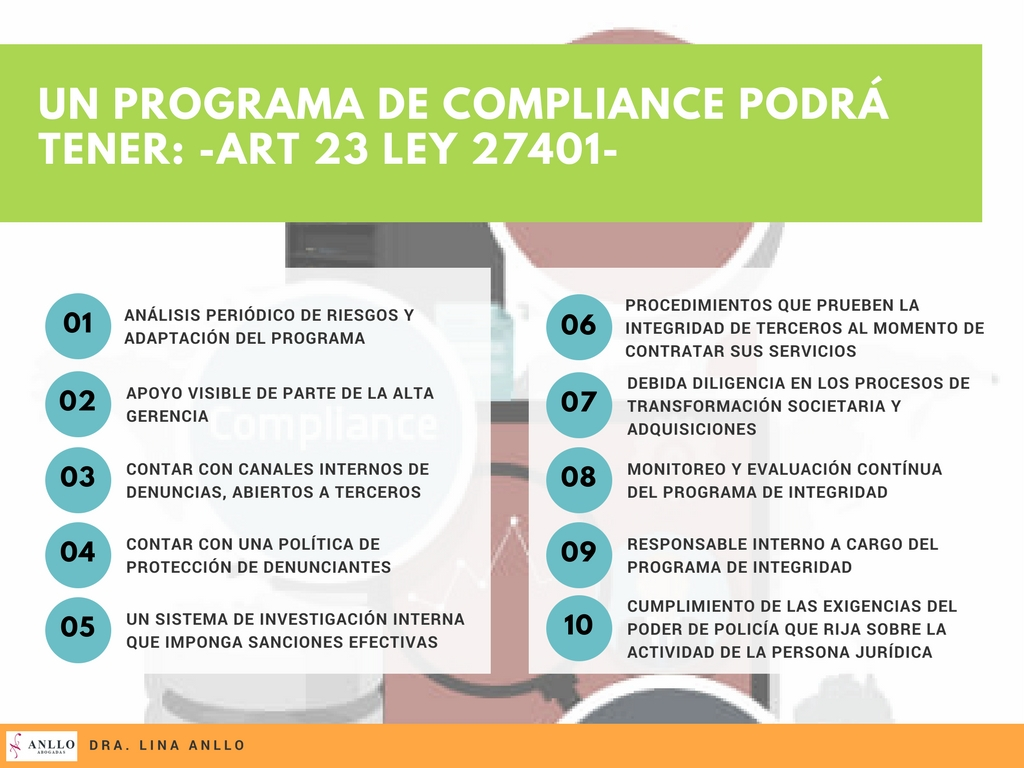 UN PROGRAMA DE COMPLIANCE PODRÁ
TENER: -ART 23 LEY 27401-
01
ANÁLISIS PERIÓDICO DE RIESGOS Y
ADAPTACIÓN DEL PROGRAMA
02
APOYO VISIBLE DE PARTE DE LA ALTA
GERENCIA
Compliance
03
CONTAR CON CANALES INTERNOS DE
DENUNCIAS, ABIERTOS A TERCEROS
04
CONTAR CON UNA POLÍTICA DE
PROTECCIÓN DE DENUNCIANTES
05
UN SISTEMA DE INVESTIGACIÓN INTERNA
QUE IMPONGA SANCIONES EFECTIVAS
06
PROCEDIMIENTOS QUE PRUEBEN LA
INTEGRIDAD DE TERCEROS AL MOMENTO DE
CONTRATAR SUS SERVICIOS
07
DEBIDA DILIGENCIA EN LOS PROCESOS DE
TRANSFORMACIÓN SOCIETARIA Y
ADQUISICIONES
08
MONITOREO Y EVALUACIÓN CONTÍNUA
DEL PROGRAMA DE INTEGRIDAD
09
RESPONSABLE INTERNO A CARGO DEL
PROGRAMA DE INTEGRIDAD
10
CUMPLIMIENTO DE LAS EXIGENCIAS DEL
PODER DE POLICÍA QUE RIJA SOBRE LA
ACTIVIDAD DE LA PERSONA JURÍDICA
ANLLO
ABOGADAS
DRA. LINA ANLLO